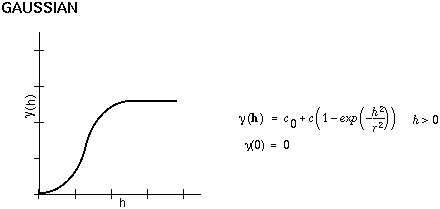 GAUSSIAN
γ(h)
h
γ(h) = c₀ + c(1 - exp(-h²/r²)) h > 0
γ(0) = 0